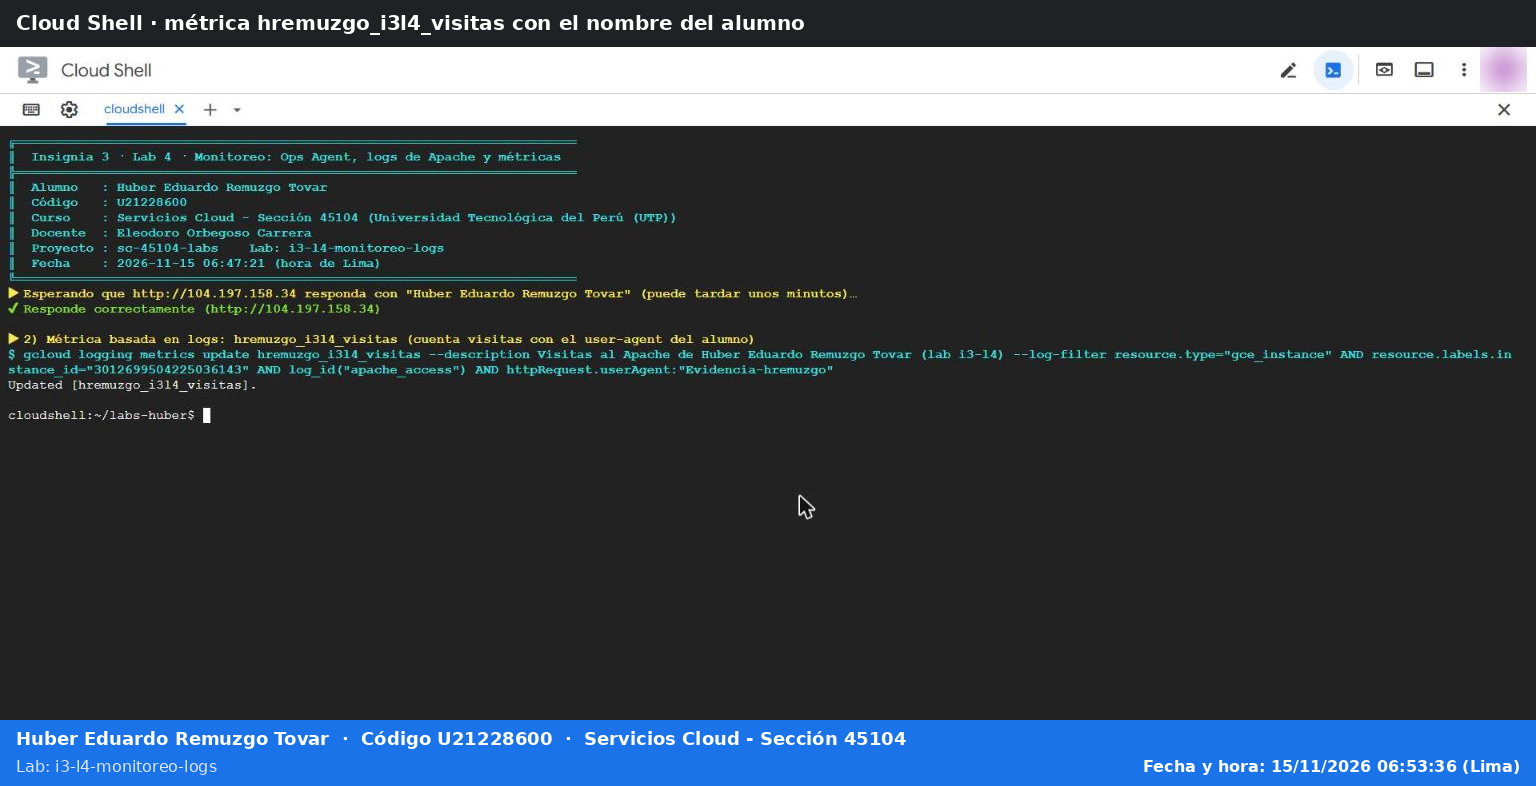 Cloud Shell · métrica hremuzgo_i3l4_visitas con el nombre del alumno
Cloud Shell
cloudshell
Insignia 3 · Lab 4 · Monitoreo: Ops Agent, logs de Apache y métricas
Alumno : Huber Eduardo Remuzgo Tovar
Código : U21228600
Curso : Servicios Cloud - Sección 45104 (Universidad Tecnológica del Perú (UTP))
Docente : Eleodoro Orbegoso Carrera
Proyecto : sc-45104-labs Lab: i3-l4-monitoreo-logs
Fecha : 2026-11-15 06:47:21 (hora de Lima)
▶ Esperando que http://104.197.158.34 responda con "Huber Eduardo Remuzgo Tovar" (puede tardar unos minutos)…
✔ Responde correctamente (http://104.197.158.34)
▶ 2) Métrica basada en logs: hremuzgo_i3l4_visitas (cuenta visitas con el user-agent del alumno)
$ gcloud logging metrics update hremuzgo_i3l4_visitas --description Visitas al Apache de Huber Eduardo Remuzgo Tovar (lab i3-l4) --log-filter resource.type="gce_instance" AND resource.labels.in
stance_id="3012699504225036143" AND log_id("apache_access") AND httpRequest.userAgent:"Evidencia-hremuzgo"
Updated [hremuzgo_i3l4_visitas].
cloudshell:~/labs-huber$
Huber Eduardo Remuzgo Tovar · Código U21228600 · Servicios Cloud - Sección 45104
Lab: i3-l4-monitoreo-logs
Fecha y hora: 15/11/2026 06:53:36 (Lima)